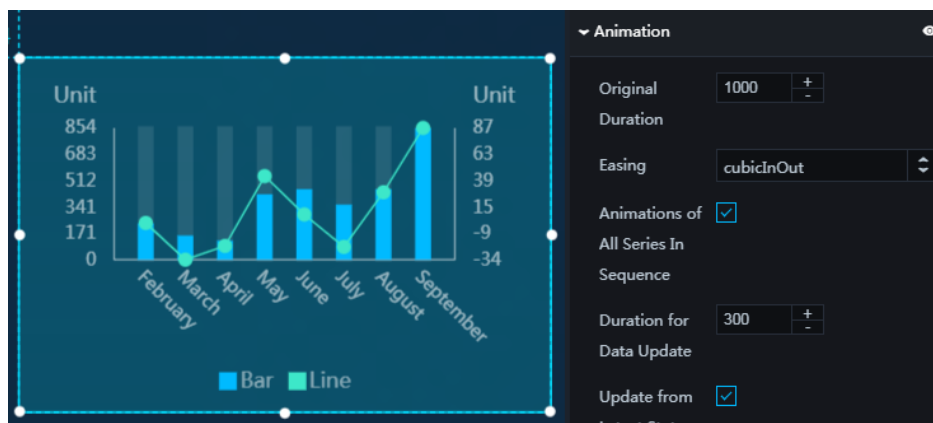 Unit
Unit
854
683
512
341
171
0
87
63
39
15
-9
-34
February
March
April
May
June
July
August
September
Bar
Line
Animation
Original
Duration
1000
+
-
Easing
cubicInOut
Animations of
All Series In
Sequence
Duration for
Data Update
300
+
-
Update from